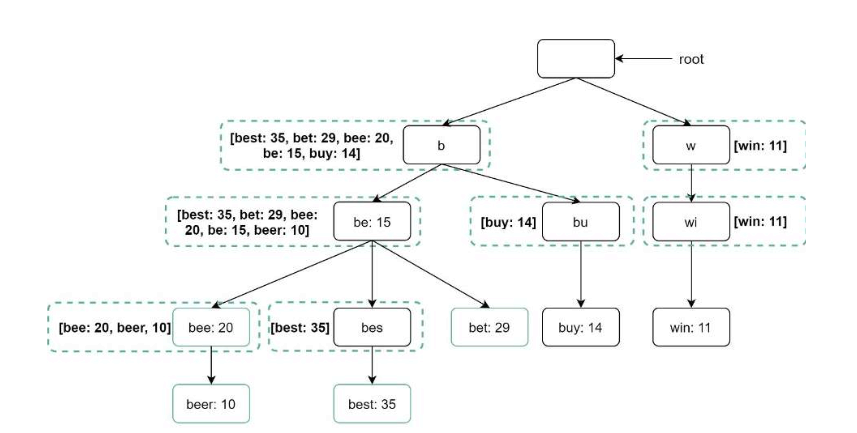 root
[best: 35, bet: 29, bee: 20,
be: 15, buy: 14]
b
w
[win: 11]
[best: 35, bet: 29, bee:
20, be: 15, beer: 10]
be: 15
[buy: 14]
bu
wi
[win: 11]
[bee: 20, beer, 10]
bee: 20
[best: 35]
bes
bet: 29
buy: 14
win: 11
beer: 10
best: 35